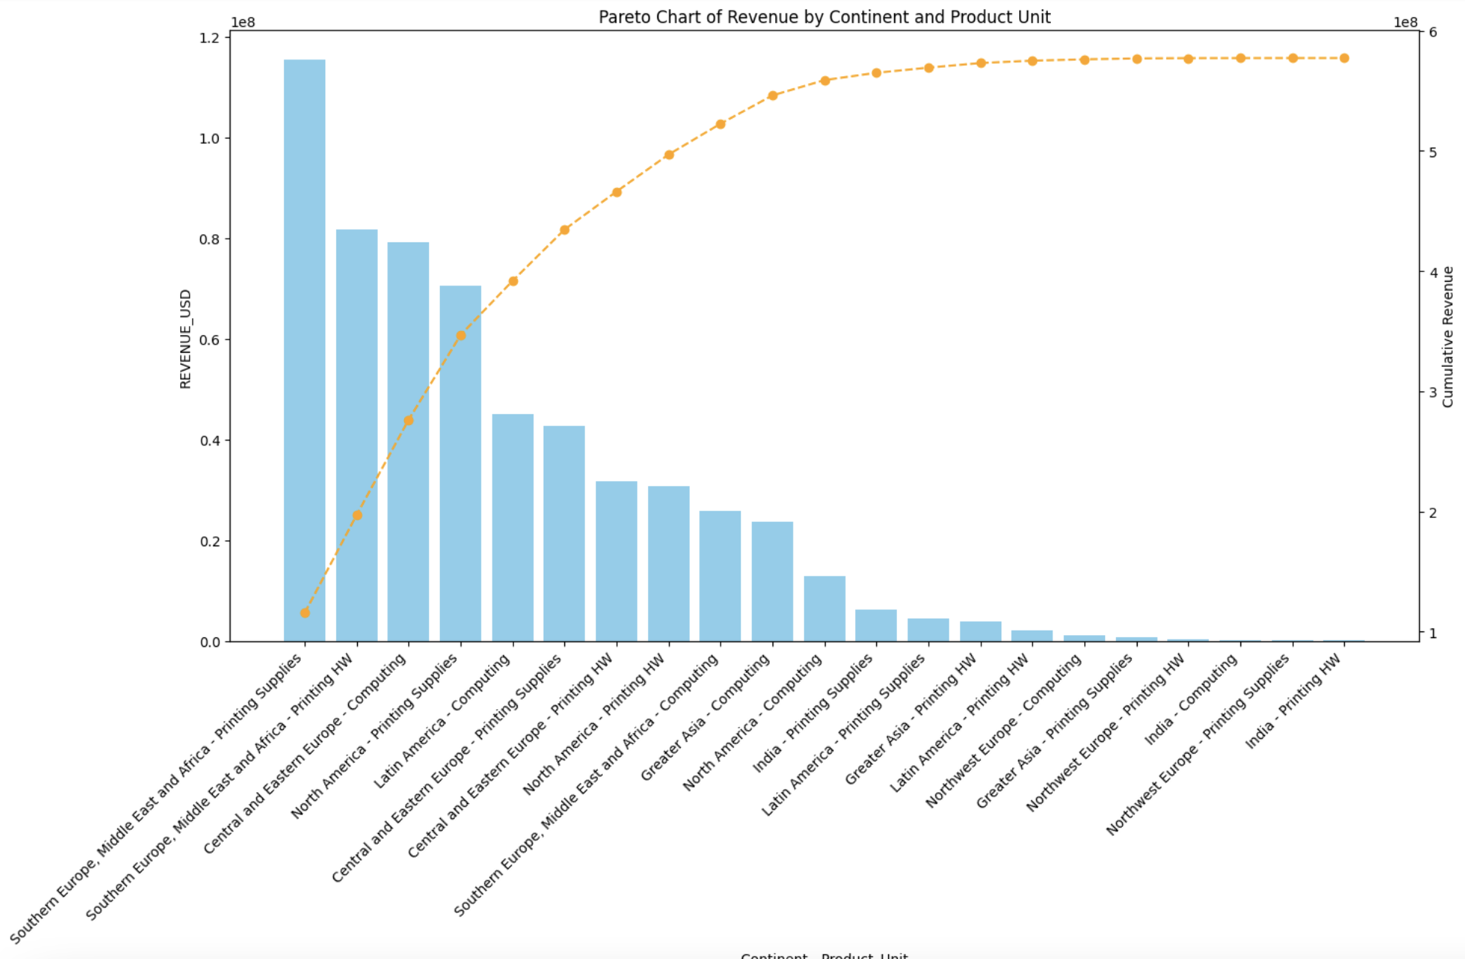 Pareto Chart of Revenue by Continent and Product Unit
1e8
1e8
1.2
1.0
0.8
0.6
0.4
0.2
0.0
REVENUE_USD
6
5
4
3
2
1
Cumulative Revenue
Southern Europe, Middle East and Africa - Printing Supplies
Southern Europe, Middle East and Africa - Printing HW
Central and Eastern Europe - Computing
North America - Printing Supplies
Latin America - Computing
Central and Eastern Europe - Printing Supplies
Central and Eastern Europe - Printing HW
North America - Printing HW
Southern Europe, Middle East and Africa - Computing
Greater Asia - Computing
North America - Computing
India - Printing Supplies
Latin America - Printing Supplies
Greater Asia - Printing HW
Latin America - Printing HW
Northwest Europe - Computing
Greater Asia - Printing Supplies
Northwest Europe - Printing HW
India - Computing
Northwest Europe - Printing Supplies
India - Printing HW
Continent - Product_Unit